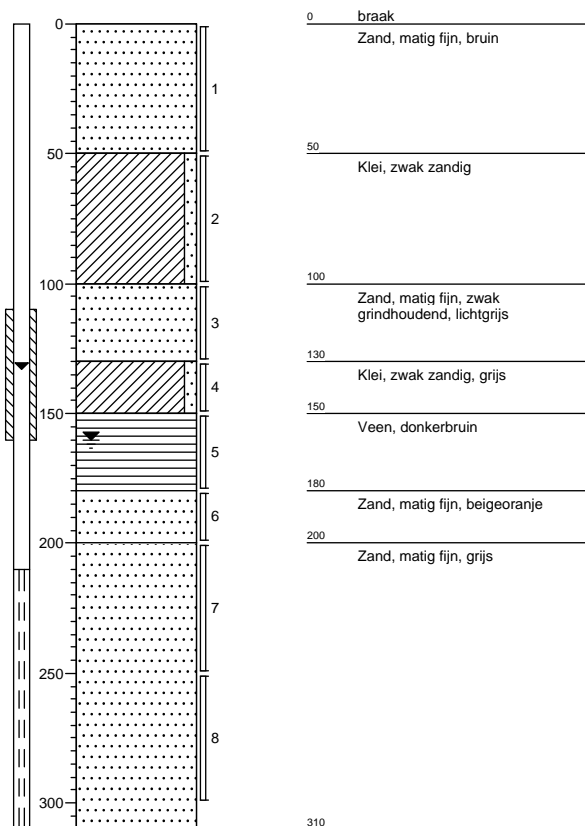 0
50
100
150
200
250
300
1
2
3
4
5
6
7
8
0 braak
Zand, matig fijn, bruin
50
Klei, zwak zandig
100
Zand, matig fijn, zwak
grindhoudend, lichtgrijs
130
Klei, zwak zandig, grijs
150
Veen, donkerbruin
180
Zand, matig fijn, beigeoranje
200
Zand, matig fijn, grijs
310